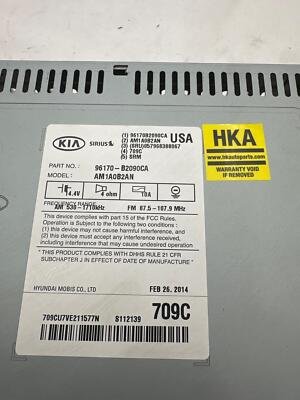 KIA
SIRIUS
(1) 96170B2090CA
(2) AM1A0B2AN
(3) (SRU)057968388067
(4) 709C
(5) 8RM
USA
PART NO. : 96170-B2090CA
MODEL: AM1A0B2AN
14.4V 4 ohm 10A
FREQUENCY RANGE
AM 530-1710kHz FM 87.5-107.9 MHz
This device complies with part 15 of the FCC Rules.
Operation is Subject to the following two conditions:
(1) this device may not cause harmful interference, and
(2) this device must accept any interference received,
including interference that may cause undesired operation
* THIS PRODUCT COMPLIES WITH DHHS RULE 21 CFR
SUBCHAPTER J IN EFFECT OF DATE OF MANUFACTURE *
HYUNDAI MOBIS CO., LTD
FEB 26. 2014
709CU7VE211577N
S112139
709C
HKA
www.hkautoparts.com
WARRANTY VOID
IF REMOVED